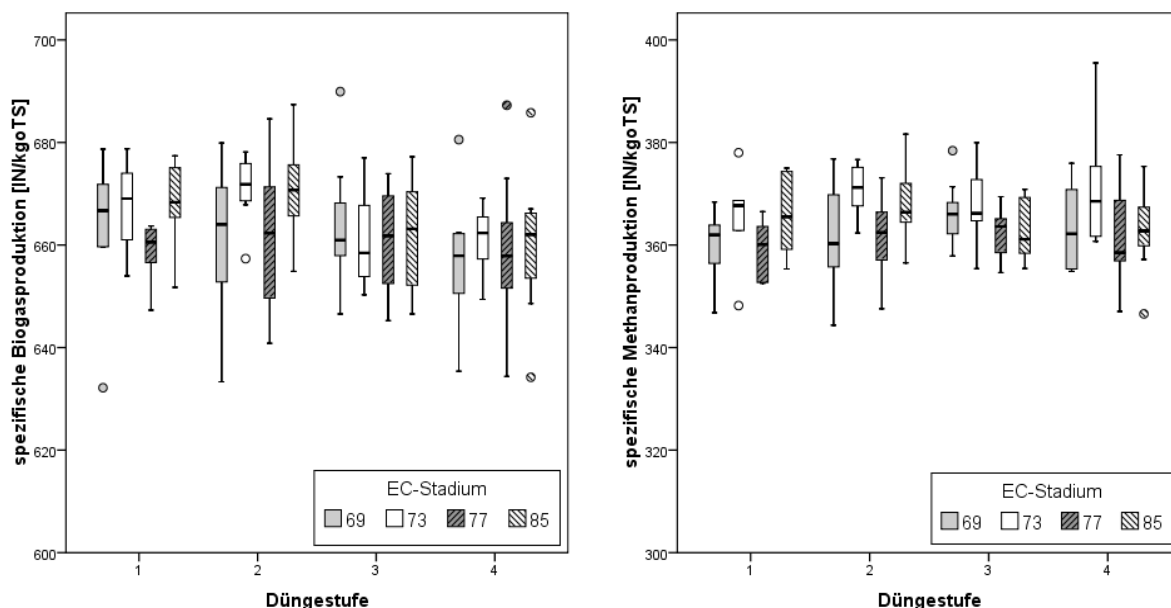 spezifische Biogasproduktion [lN/kgoTS]
700
680
660
640
620
600
EC-Stadium
69 73 77 85
1 2 3 4
Düngestufe
spezifische Methanproduktion [lN/kgoTS]
400
380
360
340
320
300
EC-Stadium
69 73 77 85
1 2 3 4
Düngestufe